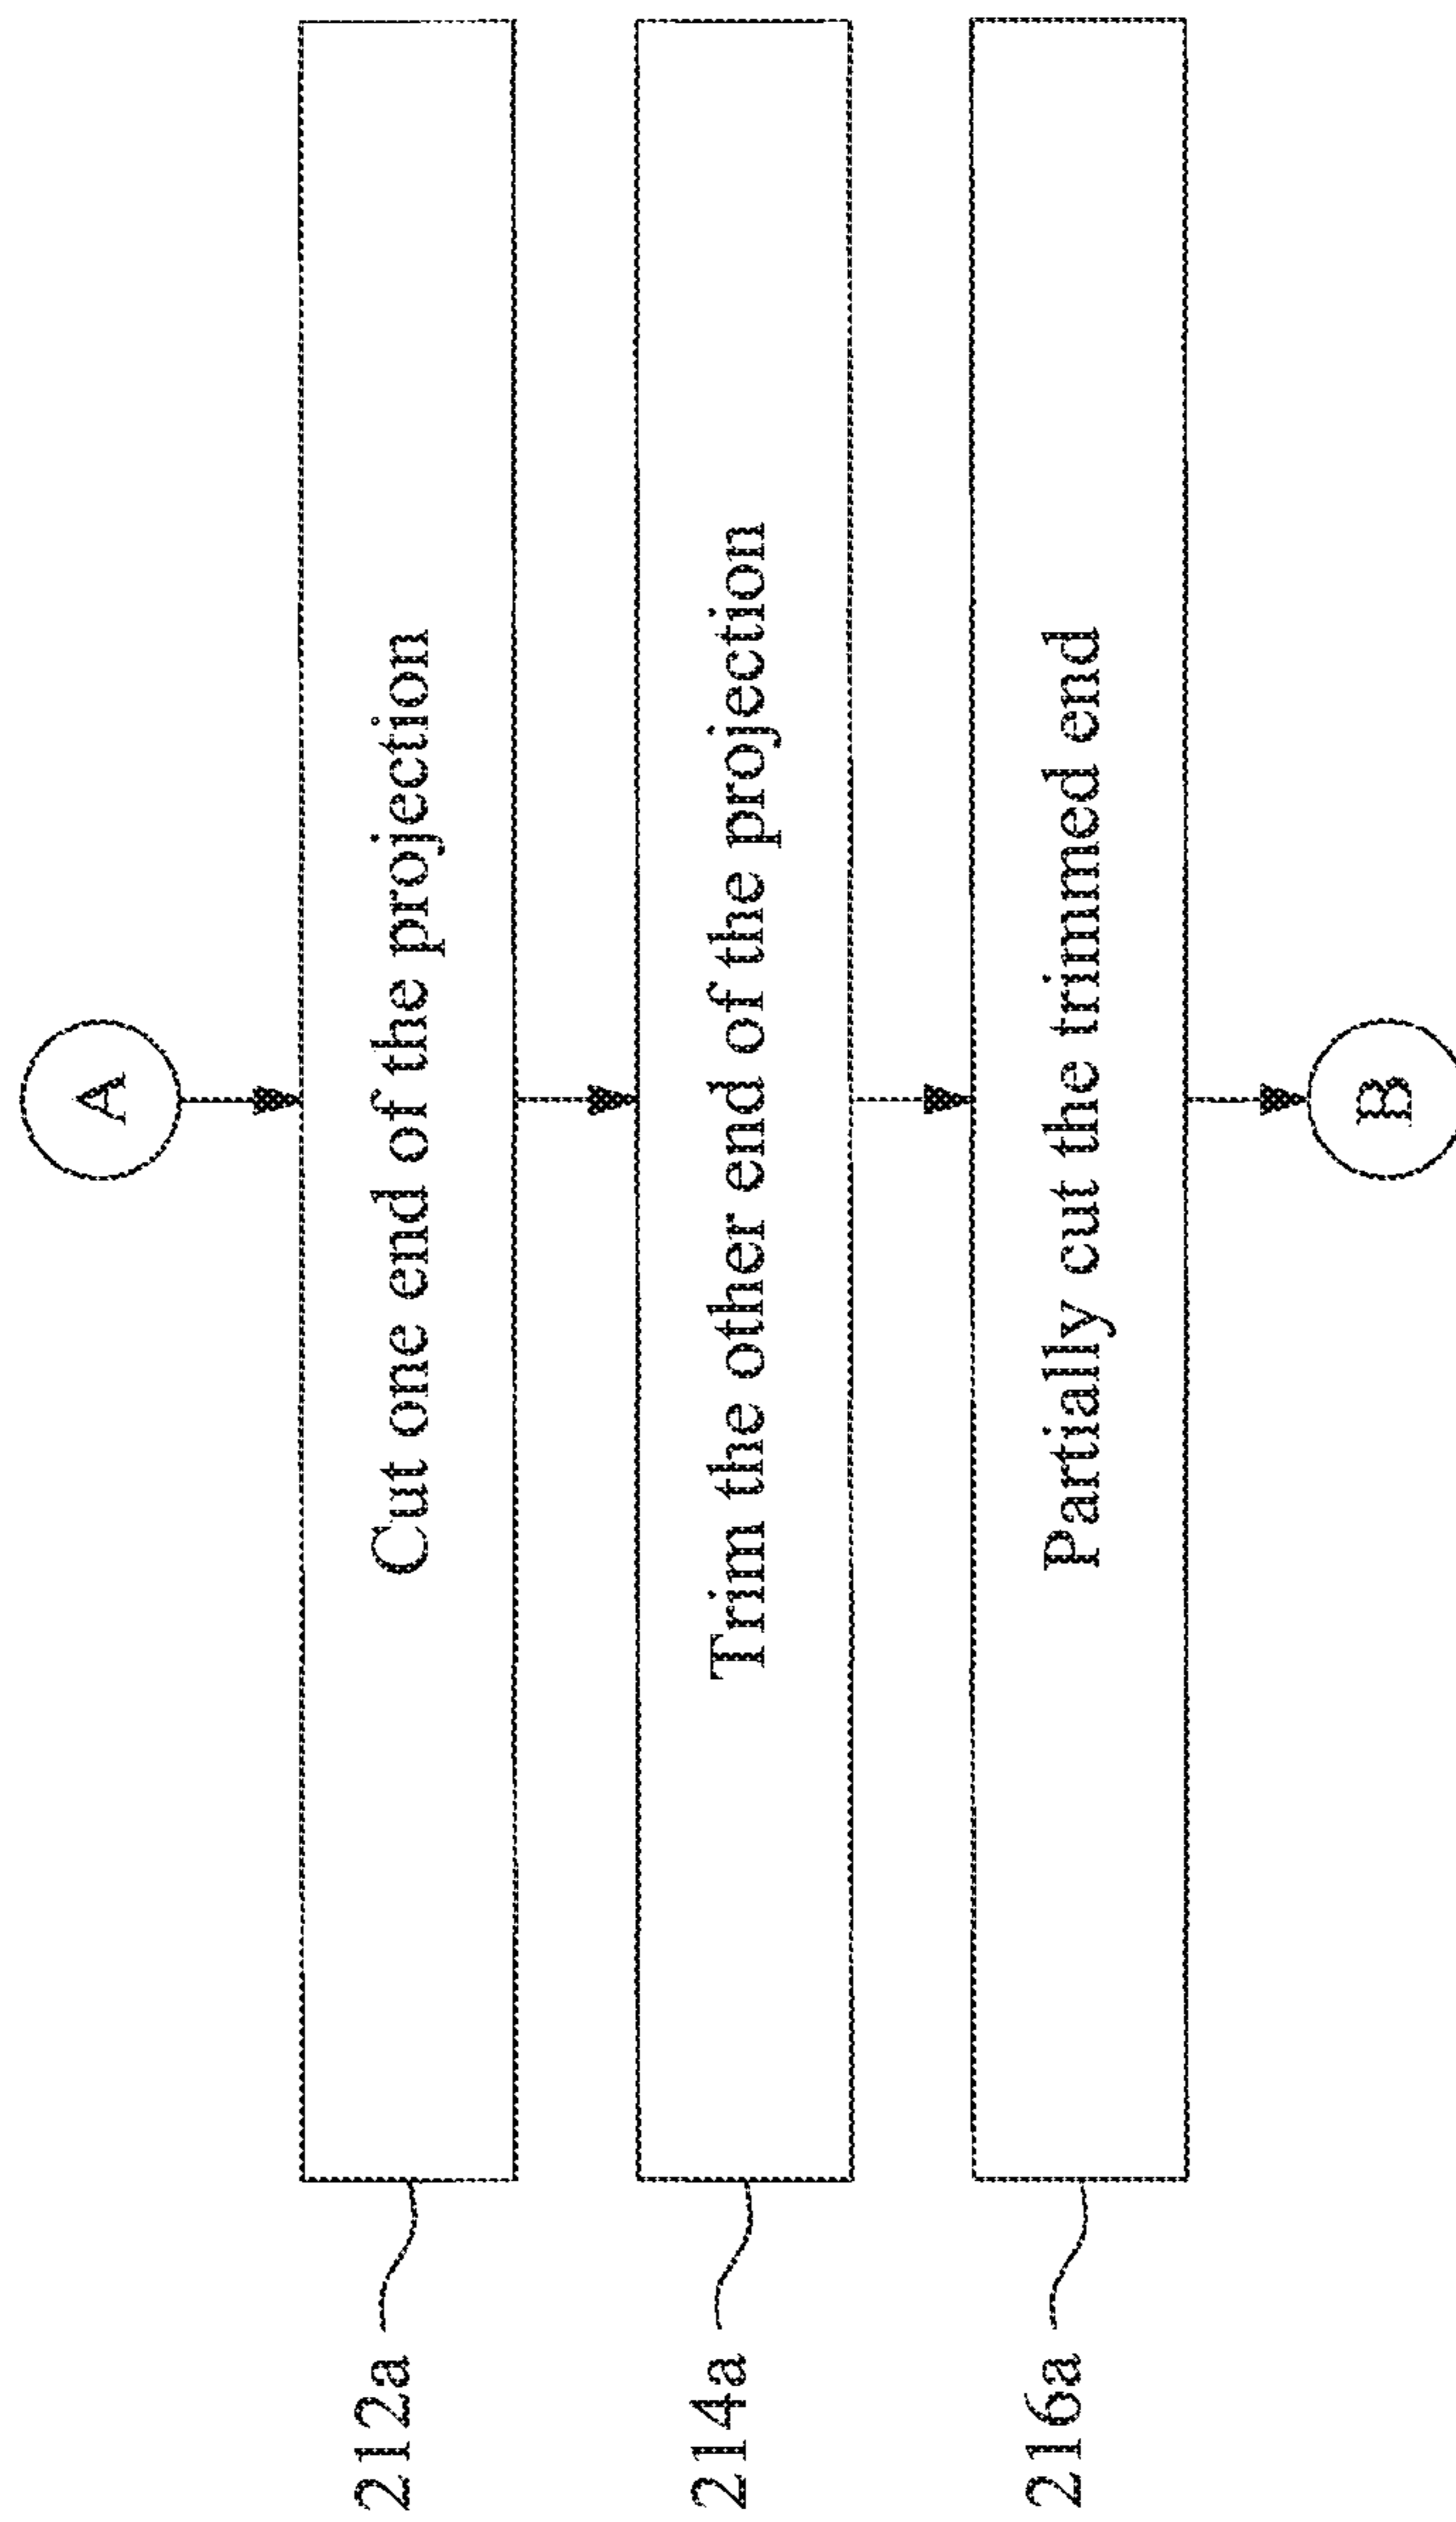 A
212a
Cut one end of the projection
214a
Trim the other end of the projection
216a
Partially cut the trimmed end
B